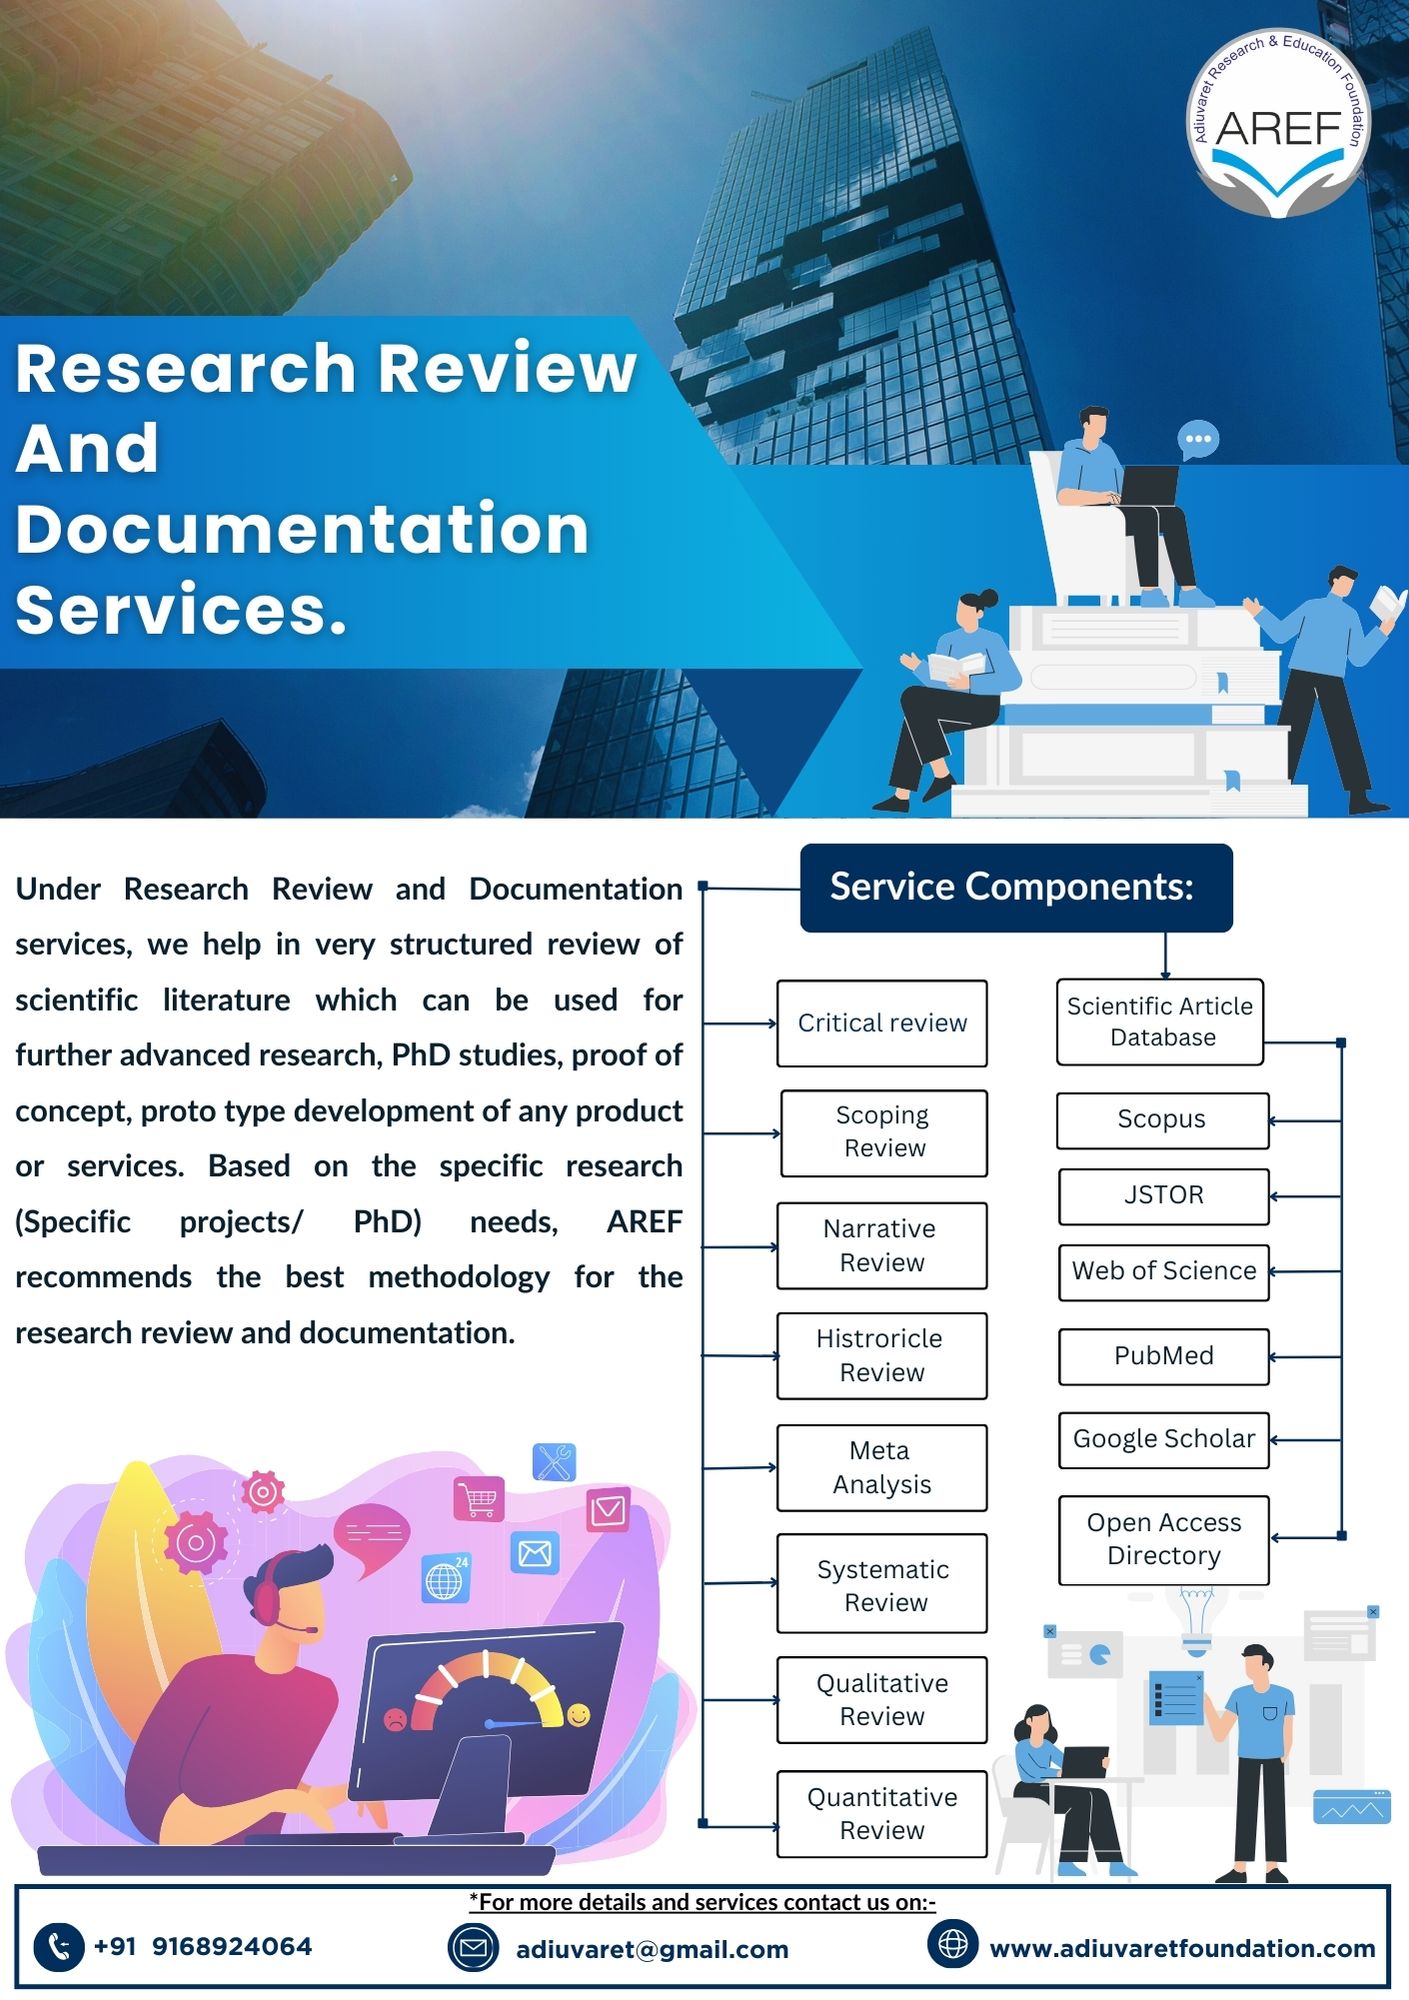 Adiuvaret Research & Education Foundation
AREF
Research Review
And
Documentation
Services.
Under Research Review and Documentation
services, we help in very structured review of
scientific literature which can be used for
further advanced research, PhD studies, proof of
concept, proto type development of any product
or services. Based on the specific research
(Specific projects/ PhD) needs, AREF
recommends the best methodology for the
research review and documentation.
Service Components:
Critical review
Scoping
Review
Narrative
Review
Histroricle
Review
Meta
Analysis
Systematic
Review
Qualitative
Review
Quantitative
Review
Scientific Article
Database
Scopus
JSTOR
Web of Science
PubMed
Google Scholar
Open Access
Directory
24
*For more details and services contact us on:-
+91 9168924064
adiuvaret@gmail.com
www.adiuvaretfoundation.com